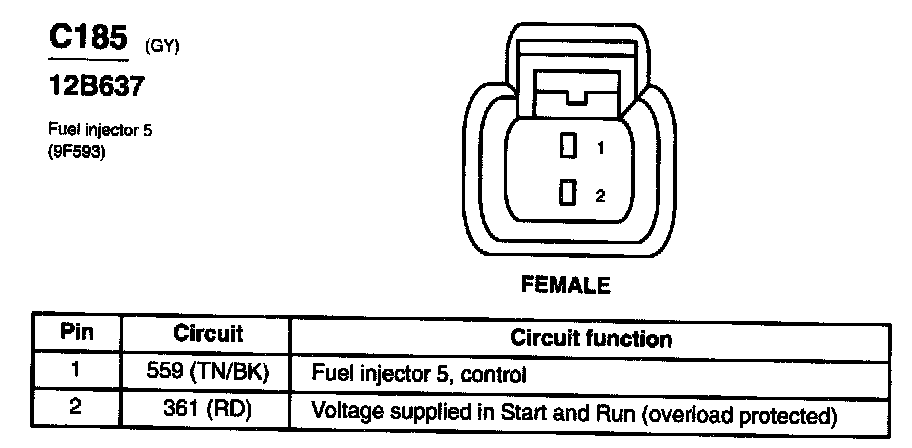 C185 (GY)
12B637
Fuel injector 5
(9F593)
1
2
FEMALE
Pin Circuit Circuit function
1 559 (TN/BK) Fuel injector 5, control
2 361 (RD) Voltage supplied in Start and Run (overload protected)